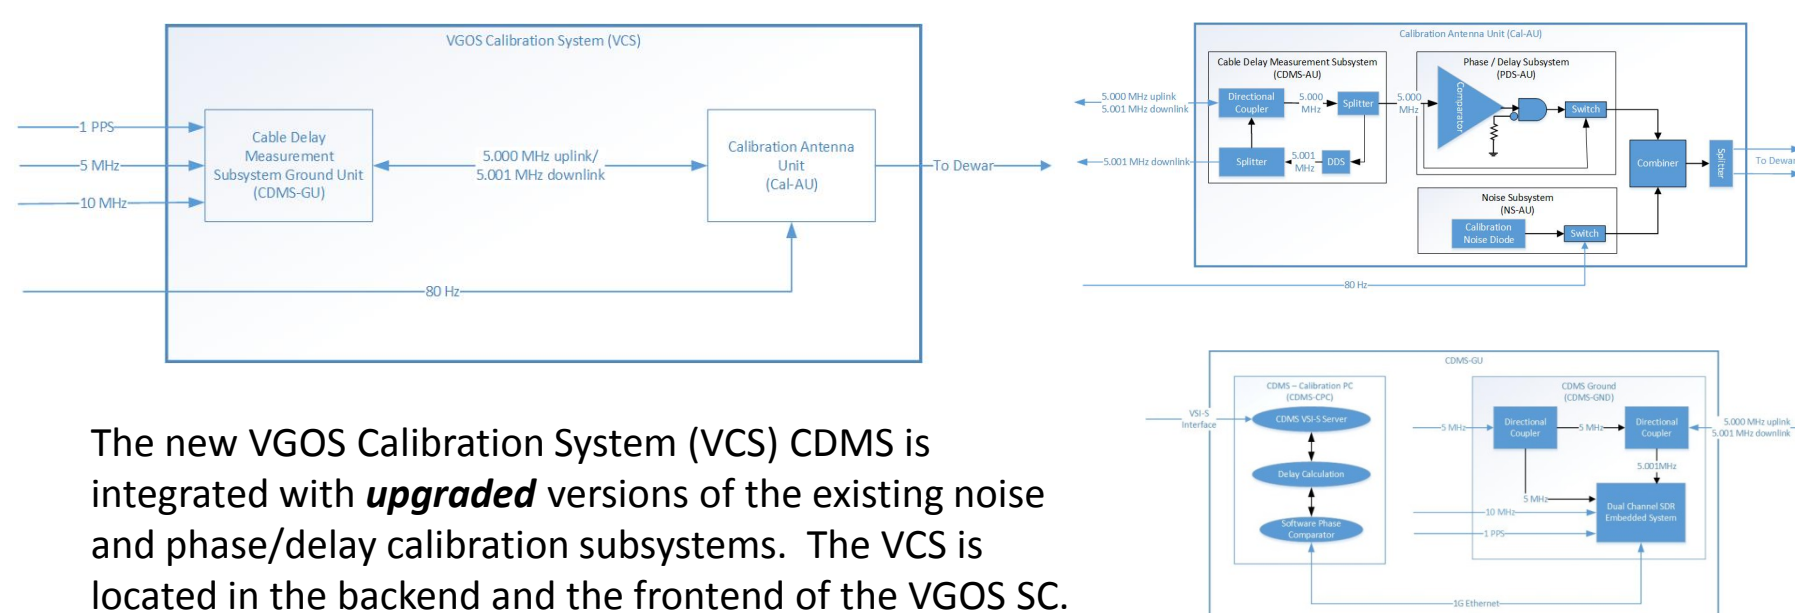 VGOS Calibration System (VCS)
1 PPS
5 MHz
10 MHz
Cable Delay
Measurement
Subsystem Ground Unit
(CDMS-GU)
5.000 MHz uplink/
5.001 MHz downlink
Calibration Antenna
Unit
(Cal-AU)
To Dewar
80 Hz
Calibration Antenna Unit (Cal-AU)
Cable Delay Measurement Subsystem
(CDMS-AU)
5.000 MHz uplink
5.001 MHz downlink
Directional
Coupler
5.000
MHz
Splitter
5.001 MHz downlink
Splitter
5.001
MHz
DDS
5.000
MHz
Phase / Delay Subsystem
(PDS-AU)
Comparator
Switch
Combiner
Splitter
To Dewar
Noise Subsystem
(NS-AU)
Calibration
Noise Diode
Switch
80 Hz
The new VGOS Calibration System (VCS) CDMS is
integrated with upgraded versions of the existing noise
and phase/delay calibration subsystems. The VCS is
located in the backend and the frontend of the VGOS SC.
CDMS-GU
CDMS – Calibration PC
(CDMS-CPC)
VSI-S
Interface
CDMS VSI-S Server
Delay Calculation
Software Phase
Comparator
CDMS Ground
(CDMS-GND)
5 MHz
Directional
Coupler
5 MHz
Directional
Coupler
5.000 MHz uplink
5.001 MHz downlink
5.001MHz
5 MHz
10 MHz
1 PPS
Dual Channel SDR
Embedded System
1G Ethernet